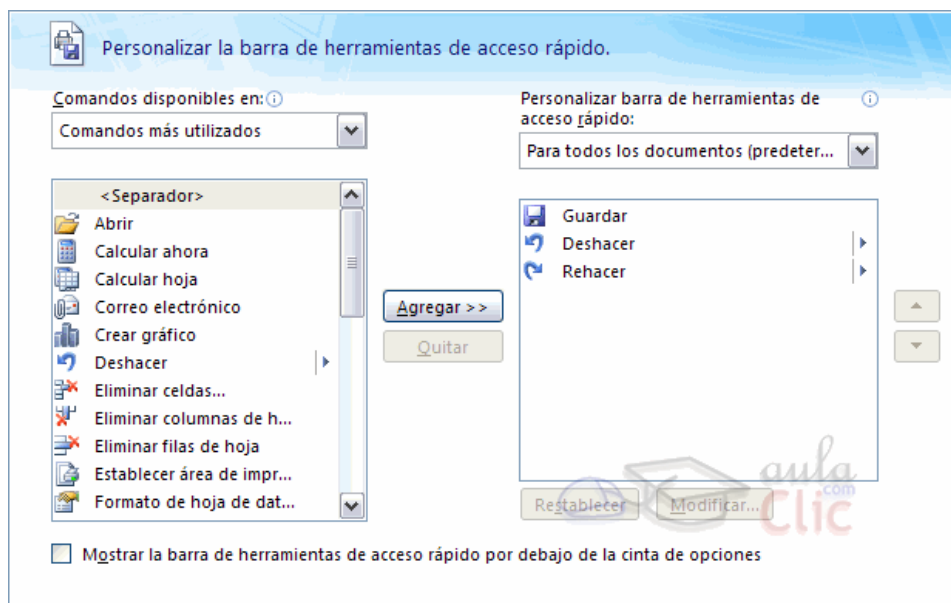 Personalizar la barra de herramientas de acceso rápido.
Comandos disponibles en:
Comandos más utilizados
<Separador>
Abrir
Calcular ahora
Calcular hoja
Correo electrónico
Crear gráfico
Deshacer
Eliminar celdas...
Eliminar columnas de h...
Eliminar filas de hoja
Establecer área de impr...
Formato de hoja de dat...
Agregar >>
Quitar
Personalizar barra de herramientas de
acceso rápido:
Para todos los documentos (predeter...
Guardar
Deshacer
Rehacer
Restablecer
Modificar...
aula
.com
Clic
Mostrar la barra de herramientas de acceso rápido por debajo de la cinta de opciones